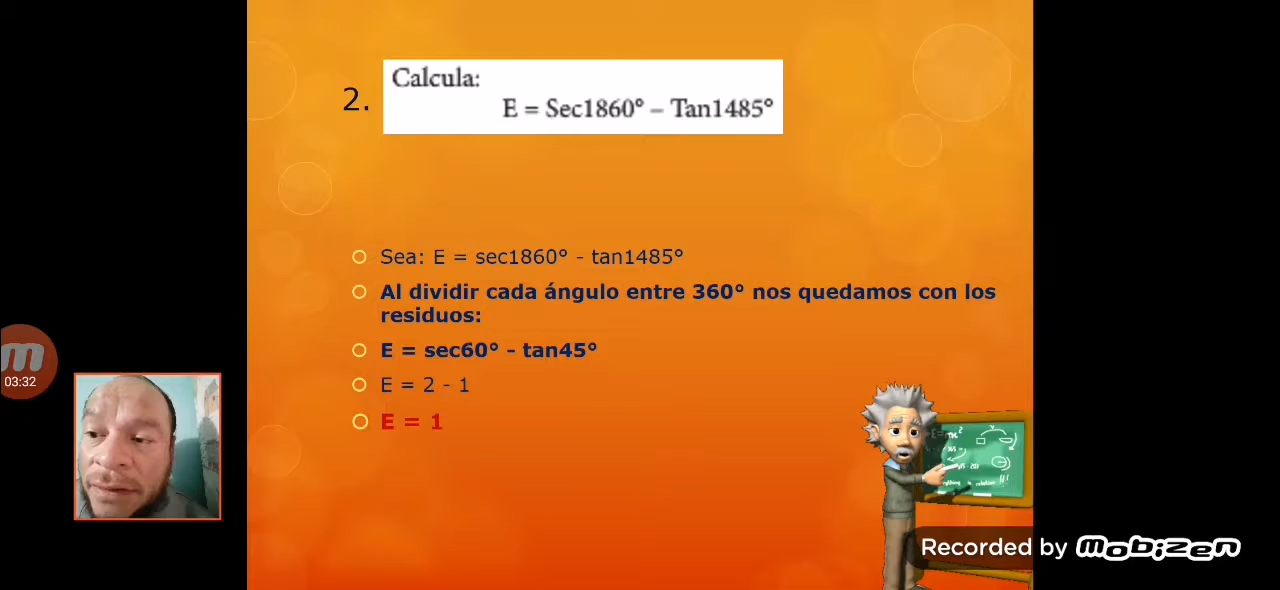 2.
Calcula:
E = Sec1860° – Tan1485°
Sea: E = sec1860° - tan1485°
Al dividir cada ángulo entre 360° nos quedamos con los
residuos:
E = sec60° - tan45°
E = 2 - 1
E = 1
03:32
Recorded by mobizen